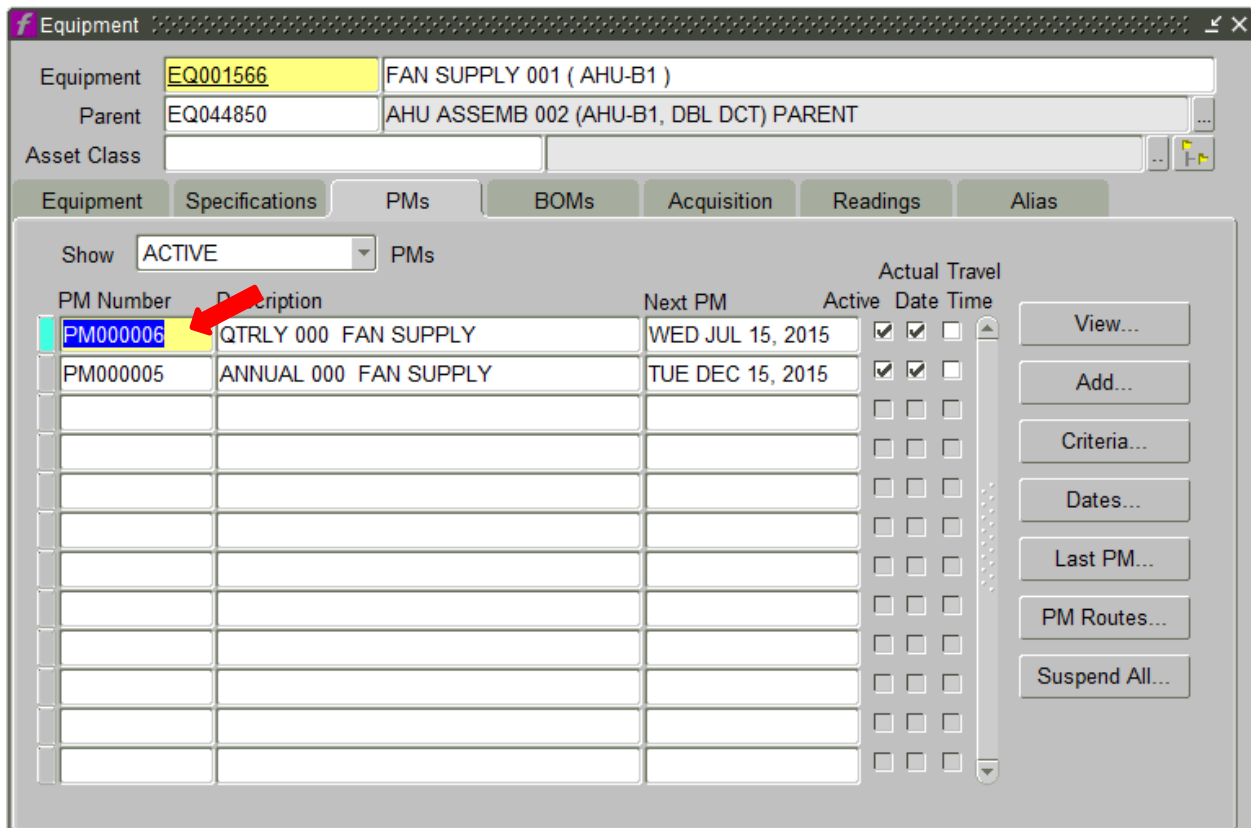 f Equipment
Equipment EQ001566 FAN SUPPLY 001 ( AHU-B1 )
Parent EQ044850 AHU ASSEMB 002 (AHU-B1, DBL DCT) PARENT ...
Asset Class ..
Equipment Specifications PMs BOMs Acquisition Readings Alias
Show ACTIVE PMs
Actual Travel
PM Number Description Next PM Active Date Time
PM000006 QTRLY 000 FAN SUPPLY WED JUL 15, 2015 View...
PM000005 ANNUAL 000 FAN SUPPLY TUE DEC 15, 2015 Add...
Criteria...
Dates...
Last PM...
PM Routes...
Suspend All...